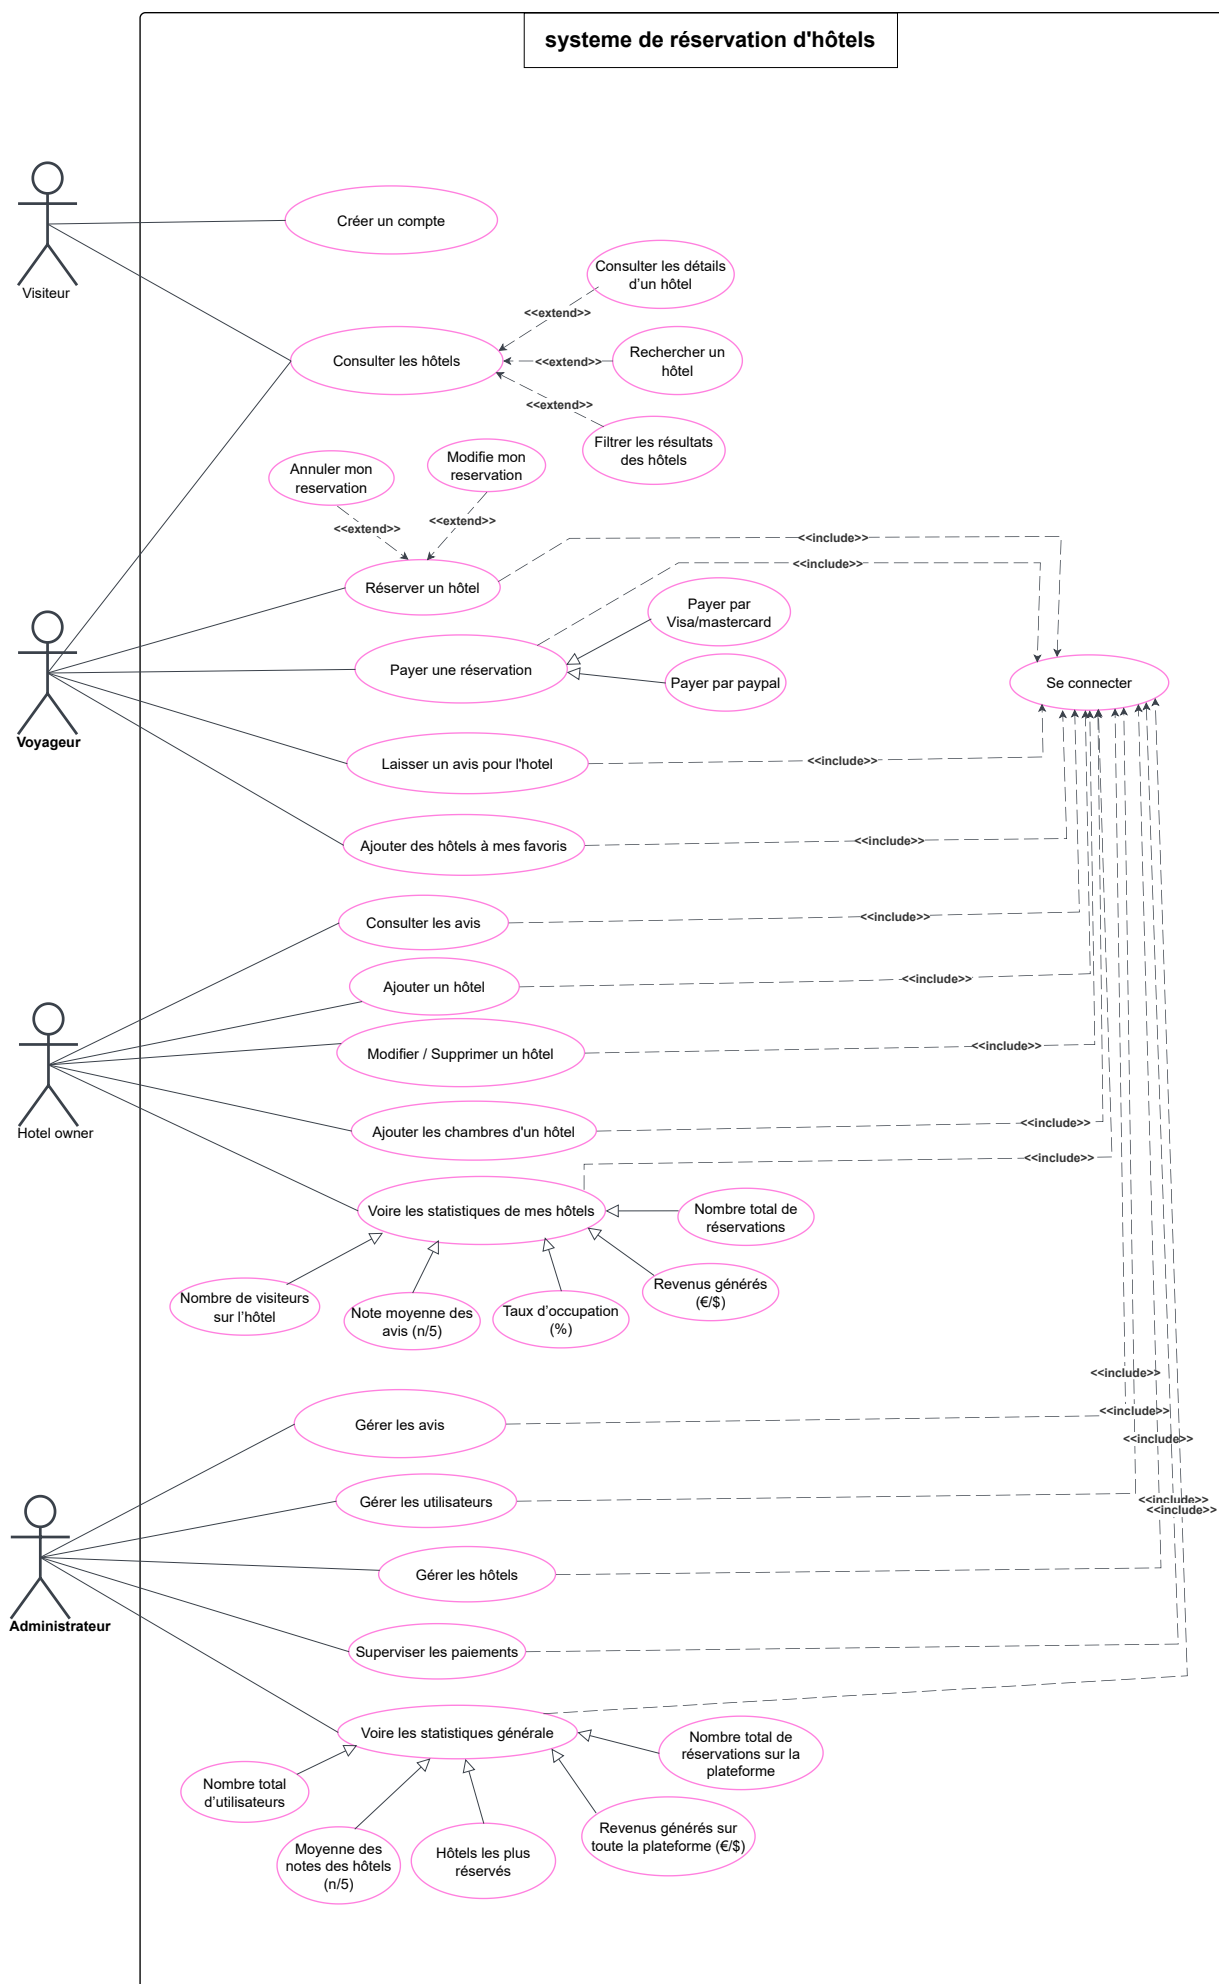 systeme de réservation d'hôtels
Visiteur
Créer un compte
Consulter les détails
d'un hôtel
<<extend>>
Consulter les hôtels
<<extend>>
Rechercher un
hôtel
<<extend>>
Filtrer les résultats
des hôtels
Annuler mon
reservation
Modifie mon
reservation
<<extend>>
<<extend>>
<<include>>
<<include>>
Réserver un hôtel
Payer par
Visa/mastercard
Payer une réservation
Payer par paypal
Se connecter
Voyageur
Laisser un avis pour l'hotel
<<include>>
Ajouter des hôtels à mes favoris
<<include>>
Consulter les avis
<<include>>
Ajouter un hôtel
<<include>>
Modifier / Supprimer un hôtel
<<include>>
Hotel owner
Ajouter les chambres d'un hôtel
<<include>>
<<include>>
Voire les statistiques de mes hôtels
Nombre total de
réservations
Nombre de visiteurs
sur l'hôtel
Note moyenne des
avis (n/5)
Taux d'occupation
(%)
Revenus générés
(€/$)
<<include>>
Gérer les avis
<<include>>
<<include>>
Gérer les utilisateurs
<<include>>
<<include>>
Gérer les hôtels
Administrateur
Superviser les paiements
Voire les statistiques générale
Nombre total de
réservations sur la
plateforme
Nombre total
d'utilisateurs
Moyenne des
notes des hôtels
(n/5)
Hôtels les plus
réservés
Revenus générés sur
toute la plateforme (€/$)